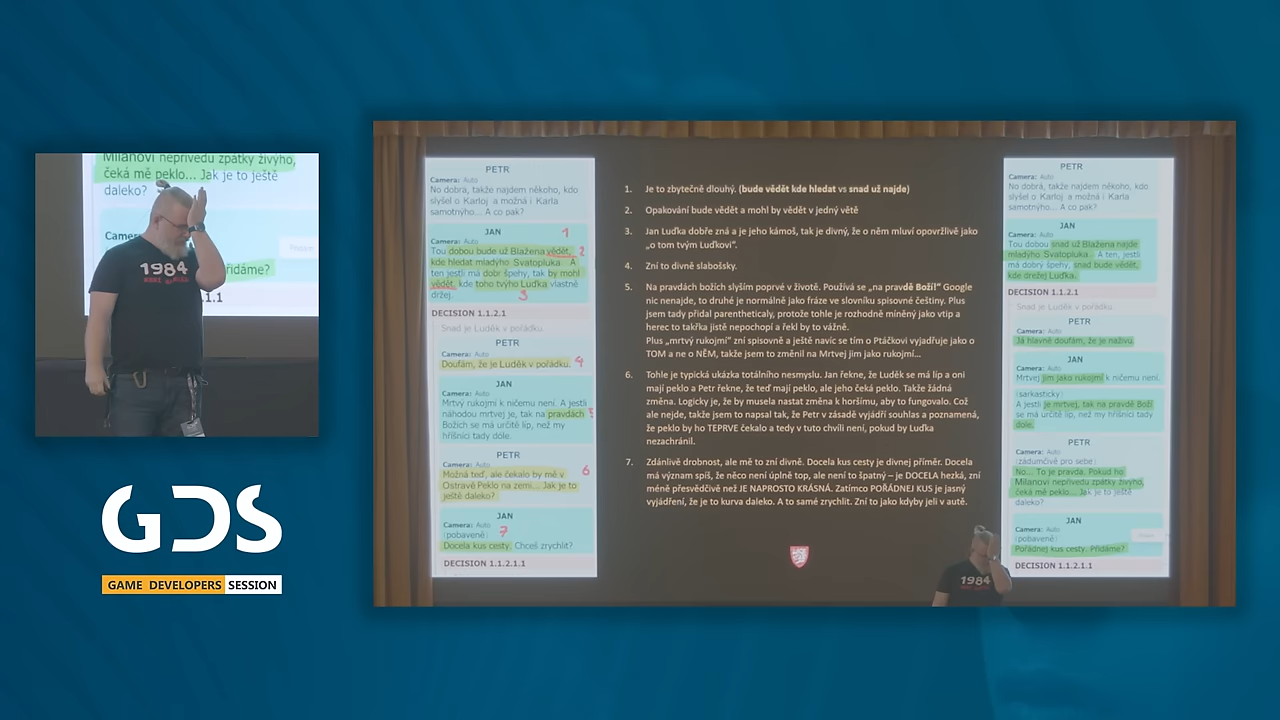 Milanovi nepřivedu zpátky živýho,
čeká mě peklo... Jak je to ještě
daleko?
Camer
řidáme?
.1.1
1984
GDS
GAME DEVELOPERS SESSION
PETR
Camera: Auto
No dobrá, takže najdem někoho, kdo
slyšel o Karloj a možná i Karla
samotnýho... A co pak?
JAN 1
Camera: Auto
Tou dobou bude už Blažena vědět, 2
kde hledat mladýho Svatopluka. A
ten jestli má dobr špehy, tak by mohl
vědět, kde toho tvýho Luďka vlastně
držej. 3
DECISION 1.1.2.1
Snad je Luděk v pořádku.
PETR
Camera: Auto
Doufám, že je Luděk v pořádku. 4
JAN
Camera: Auto
Mrtvý rukojmí k ničemu není. A jestli
náhodou mrtvej je, tak na pravdách 5
Božích se má určitě líp, než my
hříšníci tady dole.
PETR
Camera: Auto
Možná teď, ale čekalo by mě v 6
Ostravě Peklo na zemi... Jak je to
ještě daleko?
JAN
Camera: Auto
(pobaveně) 7
Docela kus cesty. Chceš zrychlit?
DECISION 1.1.2.1.1
1. Je to zbytečně dlouhý. (bude vědět kde hledat vs snad už najde)
2. Opakování bude vědět a mohl by vědět v jedný větě
3. Jan Luďka dobře zná a je jeho kámoš, tak je divný, že o něm mluví opovržlivě jako
„o tom tvým Luďkovi".
4. Zní to divně slabošsky.
5. Na pravdách božích slyším poprvé v životě. Používá se „na pravdě Boží!" Google
nic nenajde, to druhé je normálně jako fráze ve slovníku spisovné češtiny. Plus
jsem tady přidal parentheticaly, protože tohle je rozhodně míněný jako vtip a
herec to takřka jistě nepochopí a řekl by to vážně.
Plus „mrtvý rukojmí" zní spisovně a ještě navíc se tím o Ptáčkovi vyjadřuje jako o
TOM a ne o NĚM, takže jsem to změnil na Mrtvej jim jako rukojmí...
6. Tohle je typická ukázka totálního nesmyslu. Jan řekne, že Luděk se má líp a oni
mají peklo a Petr řekne, že teď mají peklo, ale jeho čeká peklo. Takže žádná
změna. Logicky je, že by musela nastat změna k horšímu, aby to fungovalo. Což
ale nejde, takže jsem to napsal tak, že Petr v zásadě vyjádří souhlas a poznamená,
že peklo by ho TEPRVE čekalo a tedy v tuto chvíli není, pokud by Luďka
nezachránil.
7. Zdánlivě drobnost, ale mě to zní divně. Docela kus cesty je divnej příměr. Docela
má význam spíš, že něco není úplně top, ale není to špatný – je DOCELA hezká, zní
méně přesvědčivě než JE NAPROSTO KRÁSNÁ. Zatímco POŘÁDNEJ KUS je jasný
vyjádření, že je to kurva daleko. A to samé zrychlit. Zní to jako kdyby jeli v autě.
PETR
Camera: Auto
No dobrá, takže najdem někoho, kdo
slyšel o Karloj a možná i Karla
samotnýho... A co pak?
JAN
Camera: Auto
Tou dobou snad už Blažena najde
mladýho Svatopluka. A ten, jestli
má dobrý špehy, snad bude vědět,
kde drežej Luďka.
DECISION 1.1.2.1
Snad je Luděk v pořádku
PETR
Camera: Auto
Já hlavně doufám, že je naživu.
JAN
Camera: Auto
Mrtvej jim jako rukojmí k ničemu není.
(sarkasticky)
A jestli je mrtvej, tak na pravdě Boží
se má určitě líp, než my hříšníci tady
dole.
PETR
Camera: Auto
(zádumčivě pro sebe)
No... To je pravda. Pokud ho
Milanovi nepřivedu zpátky živýho,
čeká mě peklo... Jak je to ještě
daleko?
JAN
Camera: Auto
(pobaveně)
Pořádnej kus cesty. Přidáme?
DECISION 1.1.2.1.1
1984